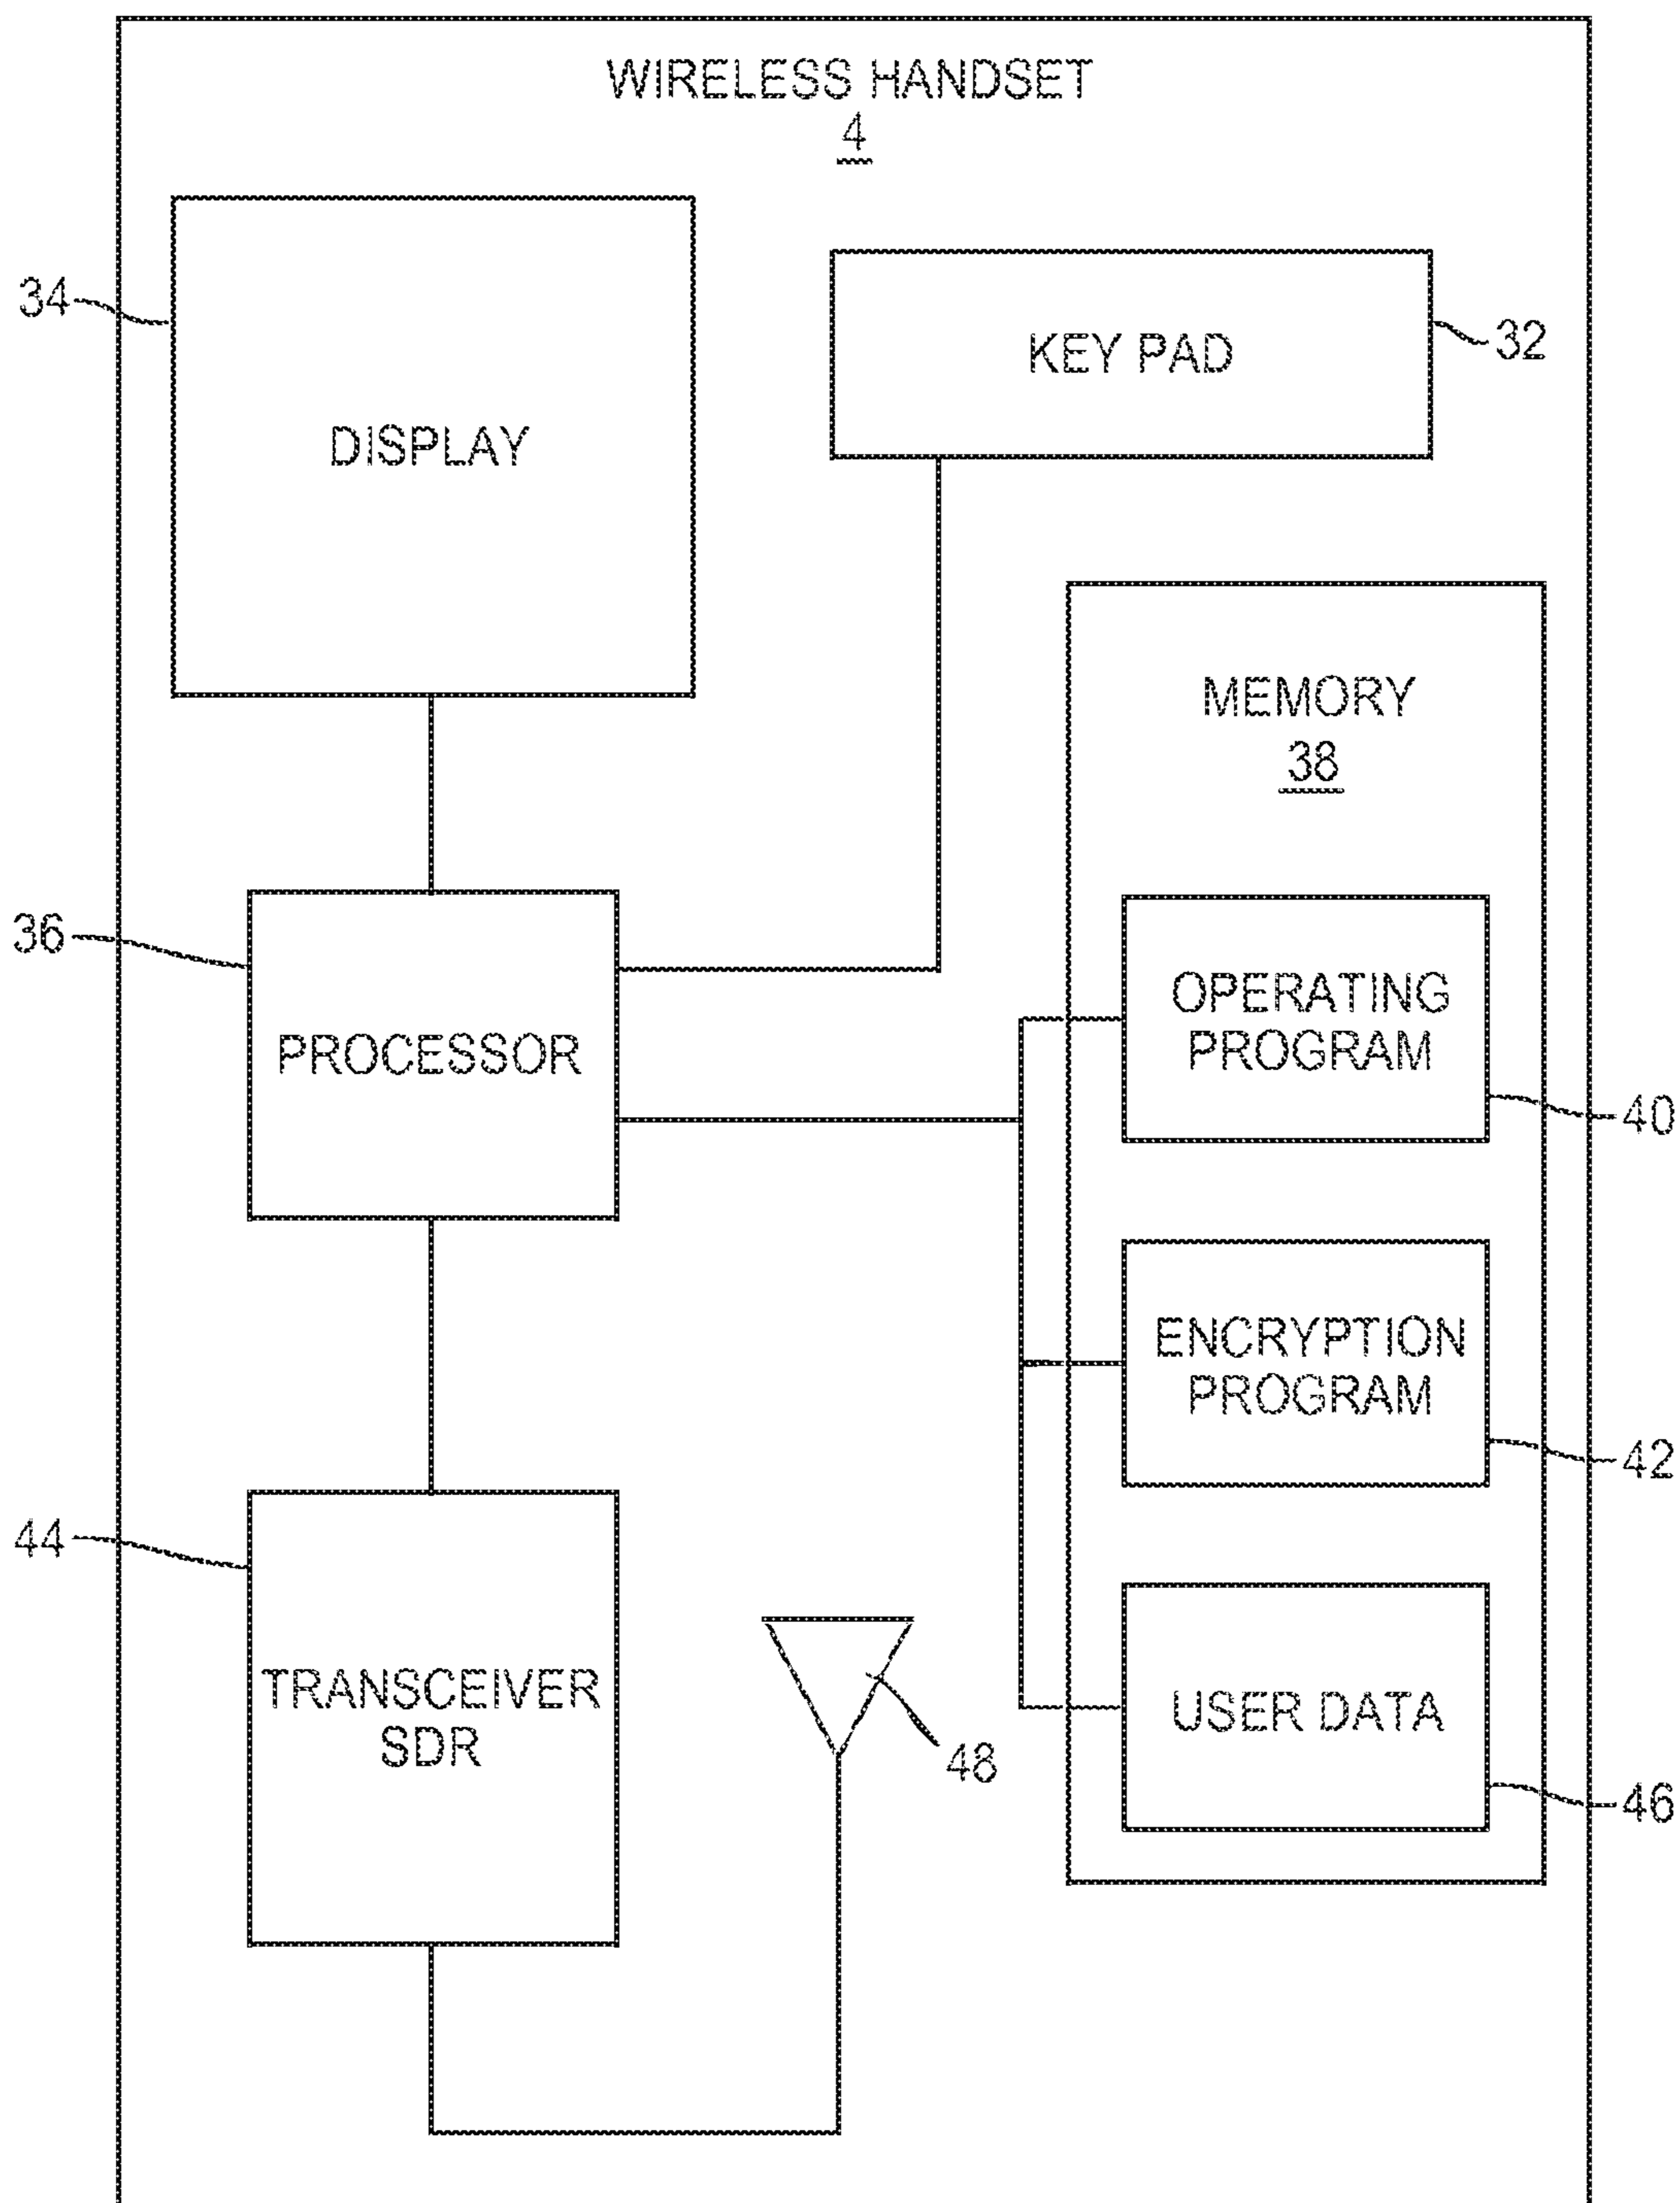 WIRELESS HANDSET
4
34
DISPLAY
KEY PAD
32
MEMORY
38
36
PROCESSOR
OPERATING
PROGRAM
40
ENCRYPTION
PROGRAM
42
44
TRANSCEIVER
SDR
48
USER DATA
46